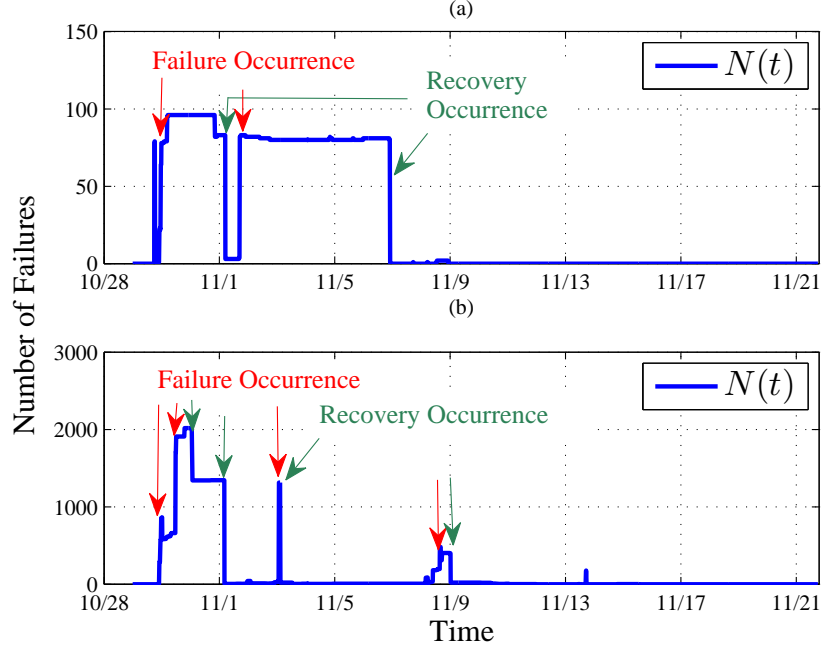 (a)
150
100
50
0
Failure Occurrence
Recovery
Occurrence
N(t)
10/28 11/1 11/5 11/9 11/13 11/17 11/21
(b)
3000
2000
1000
0
Failure Occurrence
Recovery Occurrence
N(t)
10/28 11/1 11/5 11/9 11/13 11/17 11/21
Time
Number of Failures